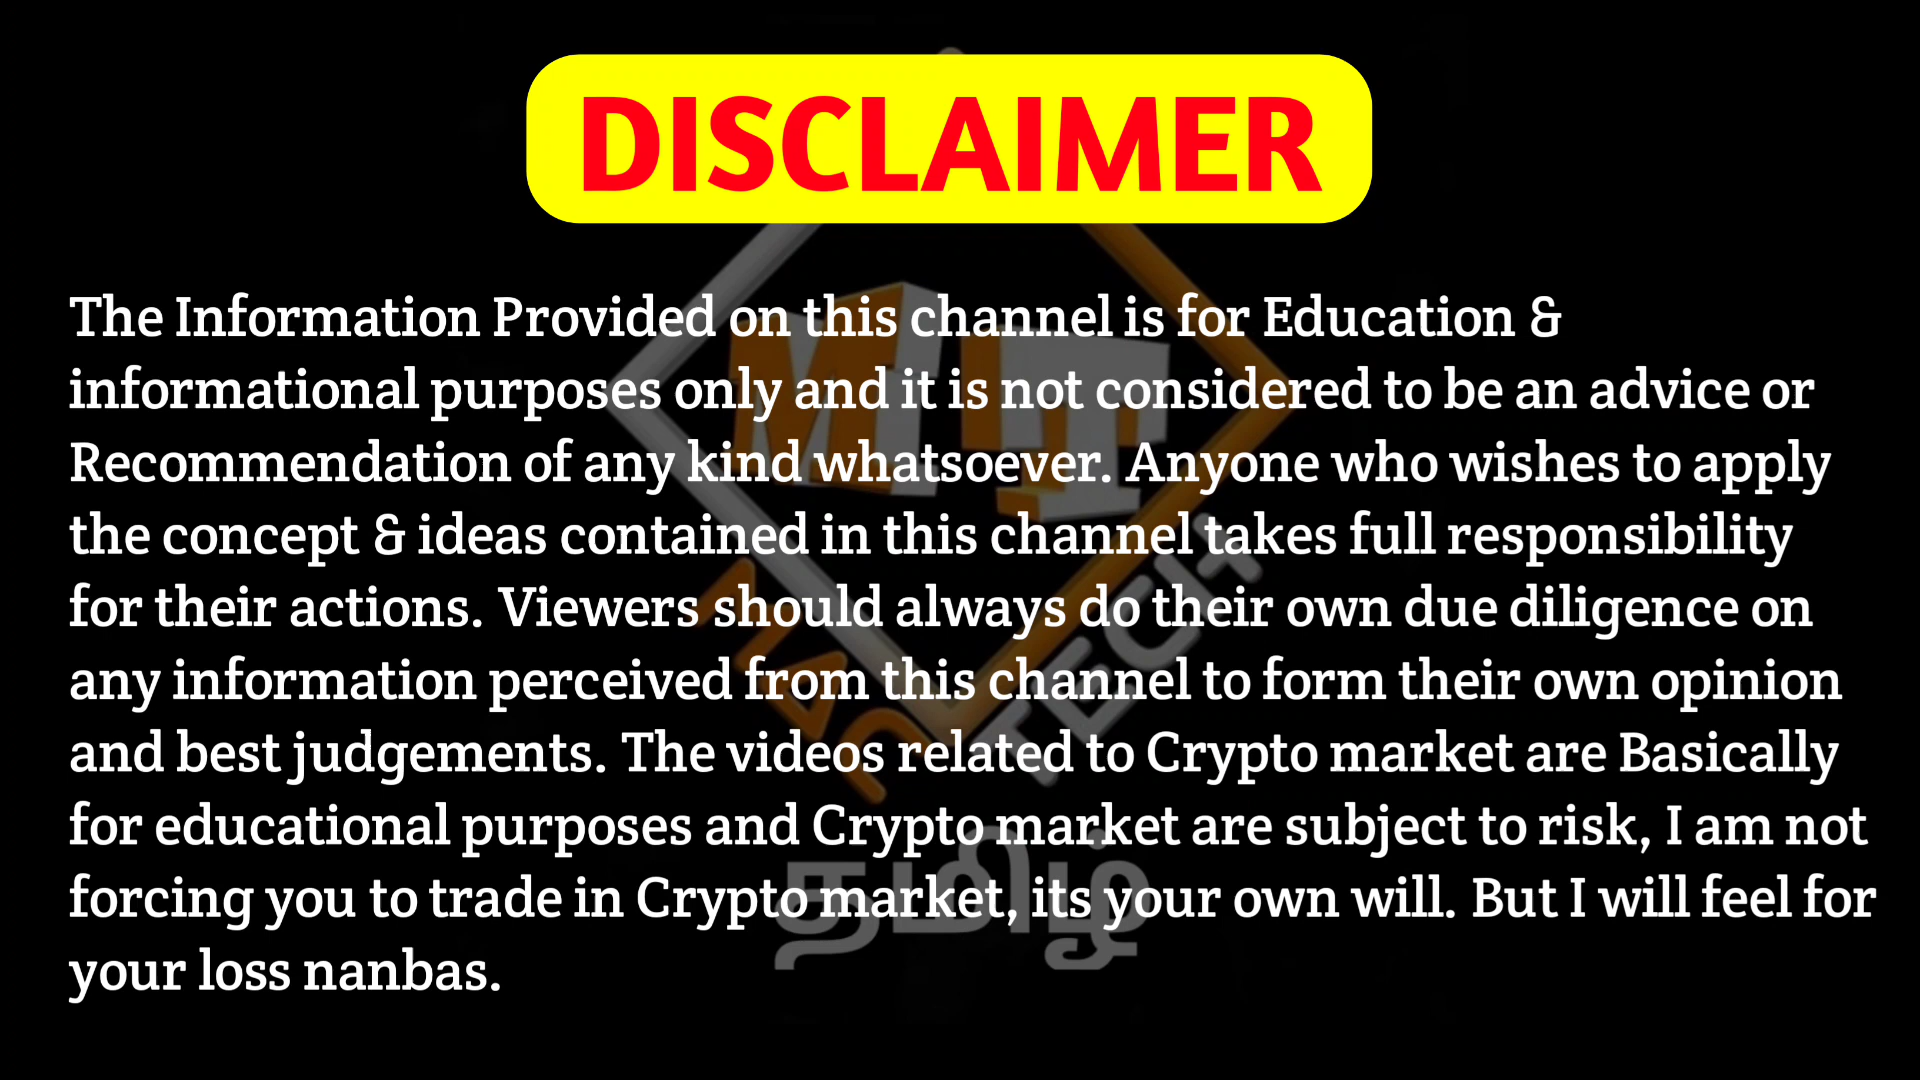 DISCLAIMER
The Information Provided on this channel is for Education &
informational purposes only and it is not considered to be an advice or
Recommendation of any kind whatsoever. Anyone who wishes to apply
the concept & ideas contained in this channel takes full responsibility
for their actions. Viewers should always do their own due diligence on
any information perceived from this channel to form their own opinion
and best judgements. The videos related to Crypto market are Basically
for educational purposes and Crypto market are subject to risk, I am not
forcing you to trade in Crypto market, its your own will. But I will feel for
your loss nanbas.
MT
TECH
தமிழ்